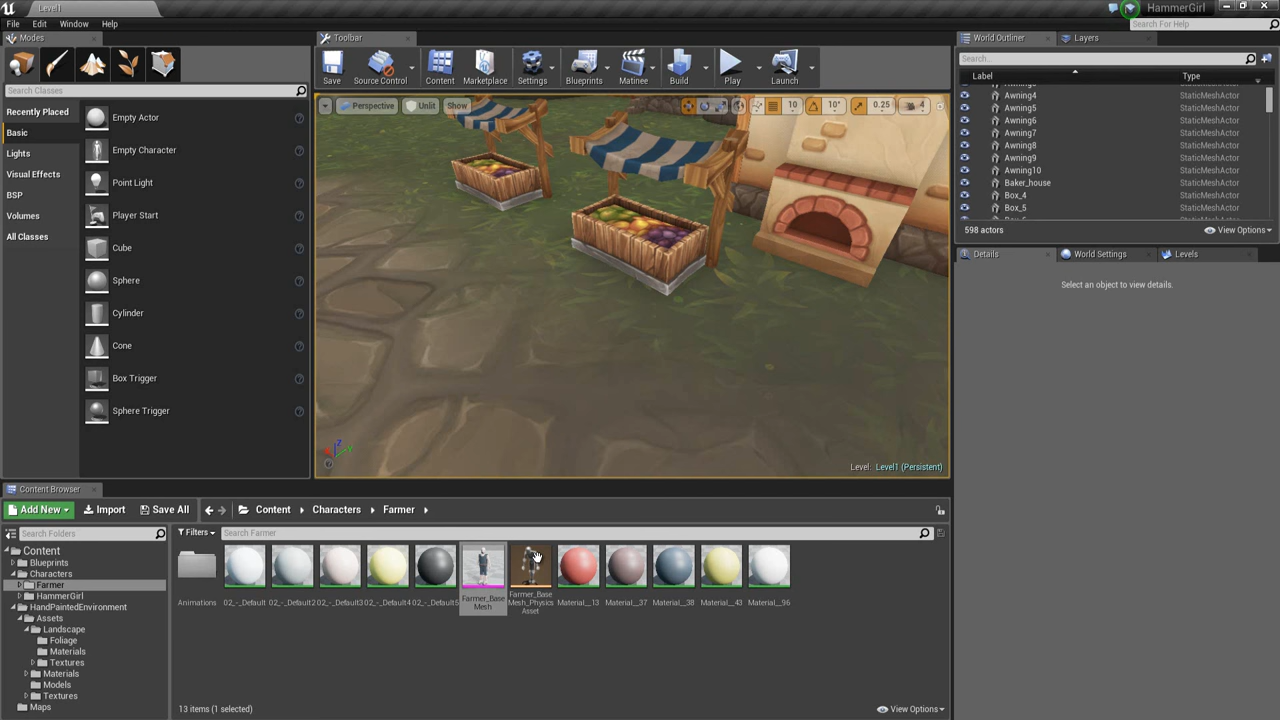 Level1
HammerGirl
File Edit Window Help
Search For Help
Modes
Search Classes
Recently Placed
Basic
Lights
Visual Effects
BSP
Volumes
All Classes
Empty Actor
Empty Character
Point Light
Player Start
Cube
Sphere
Cylinder
Cone
Box Trigger
Sphere Trigger
Toolbar
Save Source Control Content Marketplace Settings Blueprints Matinee Build Play Launch
Perspective Unlit Show 10 10° 0.25 4
Level: Level1 (Persistent)
World Outliner Layers
Search...
Label Type
Awning4 StaticMeshActor
Awning5 StaticMeshActor
Awning6 StaticMeshActor
Awning7 StaticMeshActor
Awning8 StaticMeshActor
Awning9 StaticMeshActor
Awning10 StaticMeshActor
Baker_house StaticMeshActor
Box_4 StaticMeshActor
Box_5 StaticMeshActor
598 actors View Options
Details World Settings Levels
Select an object to view details.
Content Browser
Add New Import Save All Content Characters Farmer
Search Folders
Filters Search Farmer
Content
Blueprints
Characters
Farmer
HammerGirl
HandPaintedEnvironment
Assets
Landscape
Foliage
Materials
Textures
Materials
Models
Textures
Maps
Animations
02_-_Default
02_-_Default2
02_-_Default3
02_-_Default4
02_-_Default5
Farmer_Base
Mesh
Farmer_Base
Mesh_Physics
Asset
Material__13
Material__37
Material__38
Material__43
Material__96
13 items (1 selected) View Options